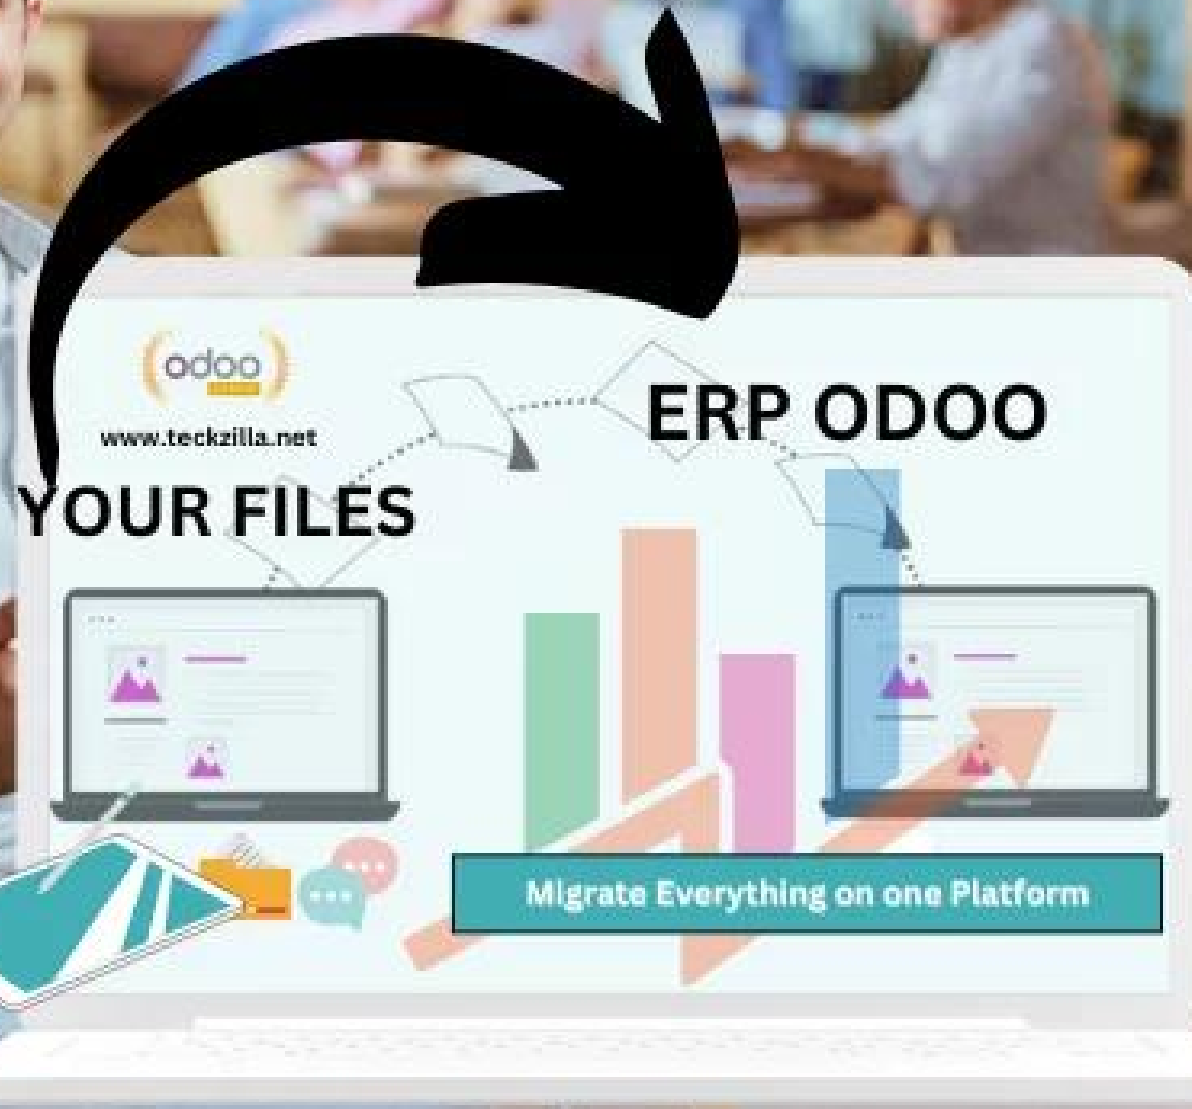 odoo
www.teckzilla.net
ERP ODOO
YOUR FILES
Migrate Everything on one Platform